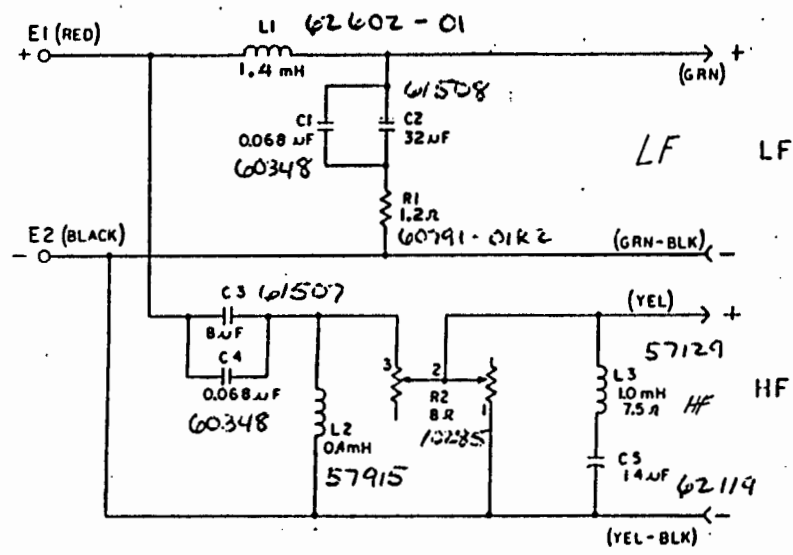 L1 62602-01
E1 (RED)
+
1.4 mH
+
(GRN)
61508
C1
0.068 uF
60348
C2
32uF
LF
LF
R1
1.2Ω
60791-01R2
E2 (BLACK)
-
(GRN-BLK)
-
C3 61507
8uF
C4
0.068uF
60348
L2
0.4mH
57915
3
2
R2
8Ω
10285
1
(YEL)
+
57129
L3
1.0 mH
7.5Ω
HF
HF
C5
14uF
62119
-
(YEL-BLK)